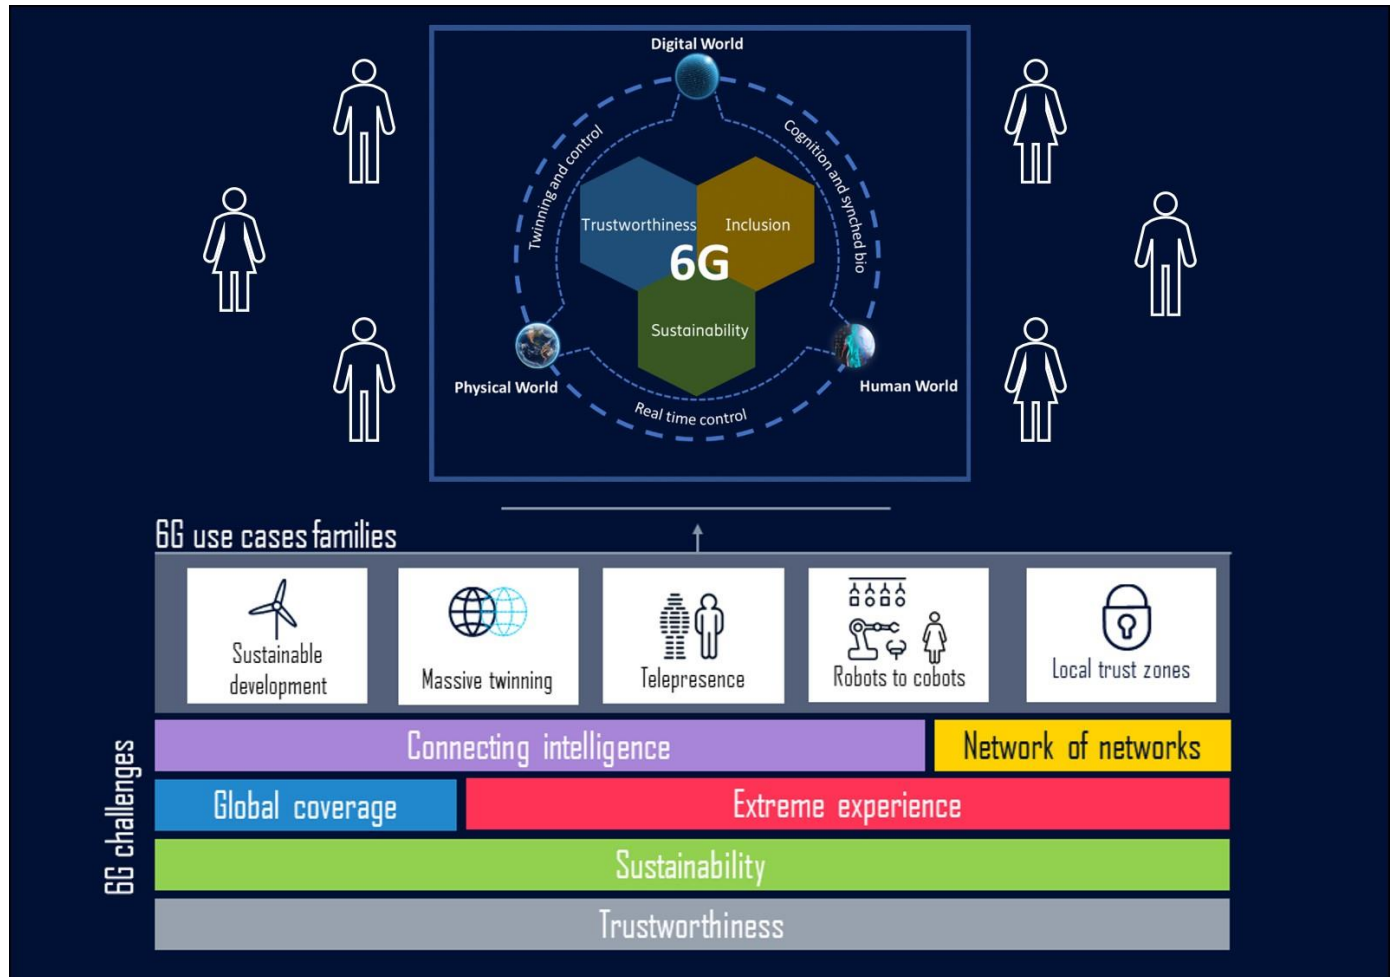 Digital World
Twinning and control
Cognition and synched bio
Trustworthiness
Inclusion
6G
Sustainability
Physical World
Human World
Real time control
6G use cases families
Sustainable
development
Massive twinning
Telepresence
Robots to cobots
Local trust zones
6G challenges
Connecting intelligence
Network of networks
Global coverage
Extreme experience
Sustainability
Trustworthiness